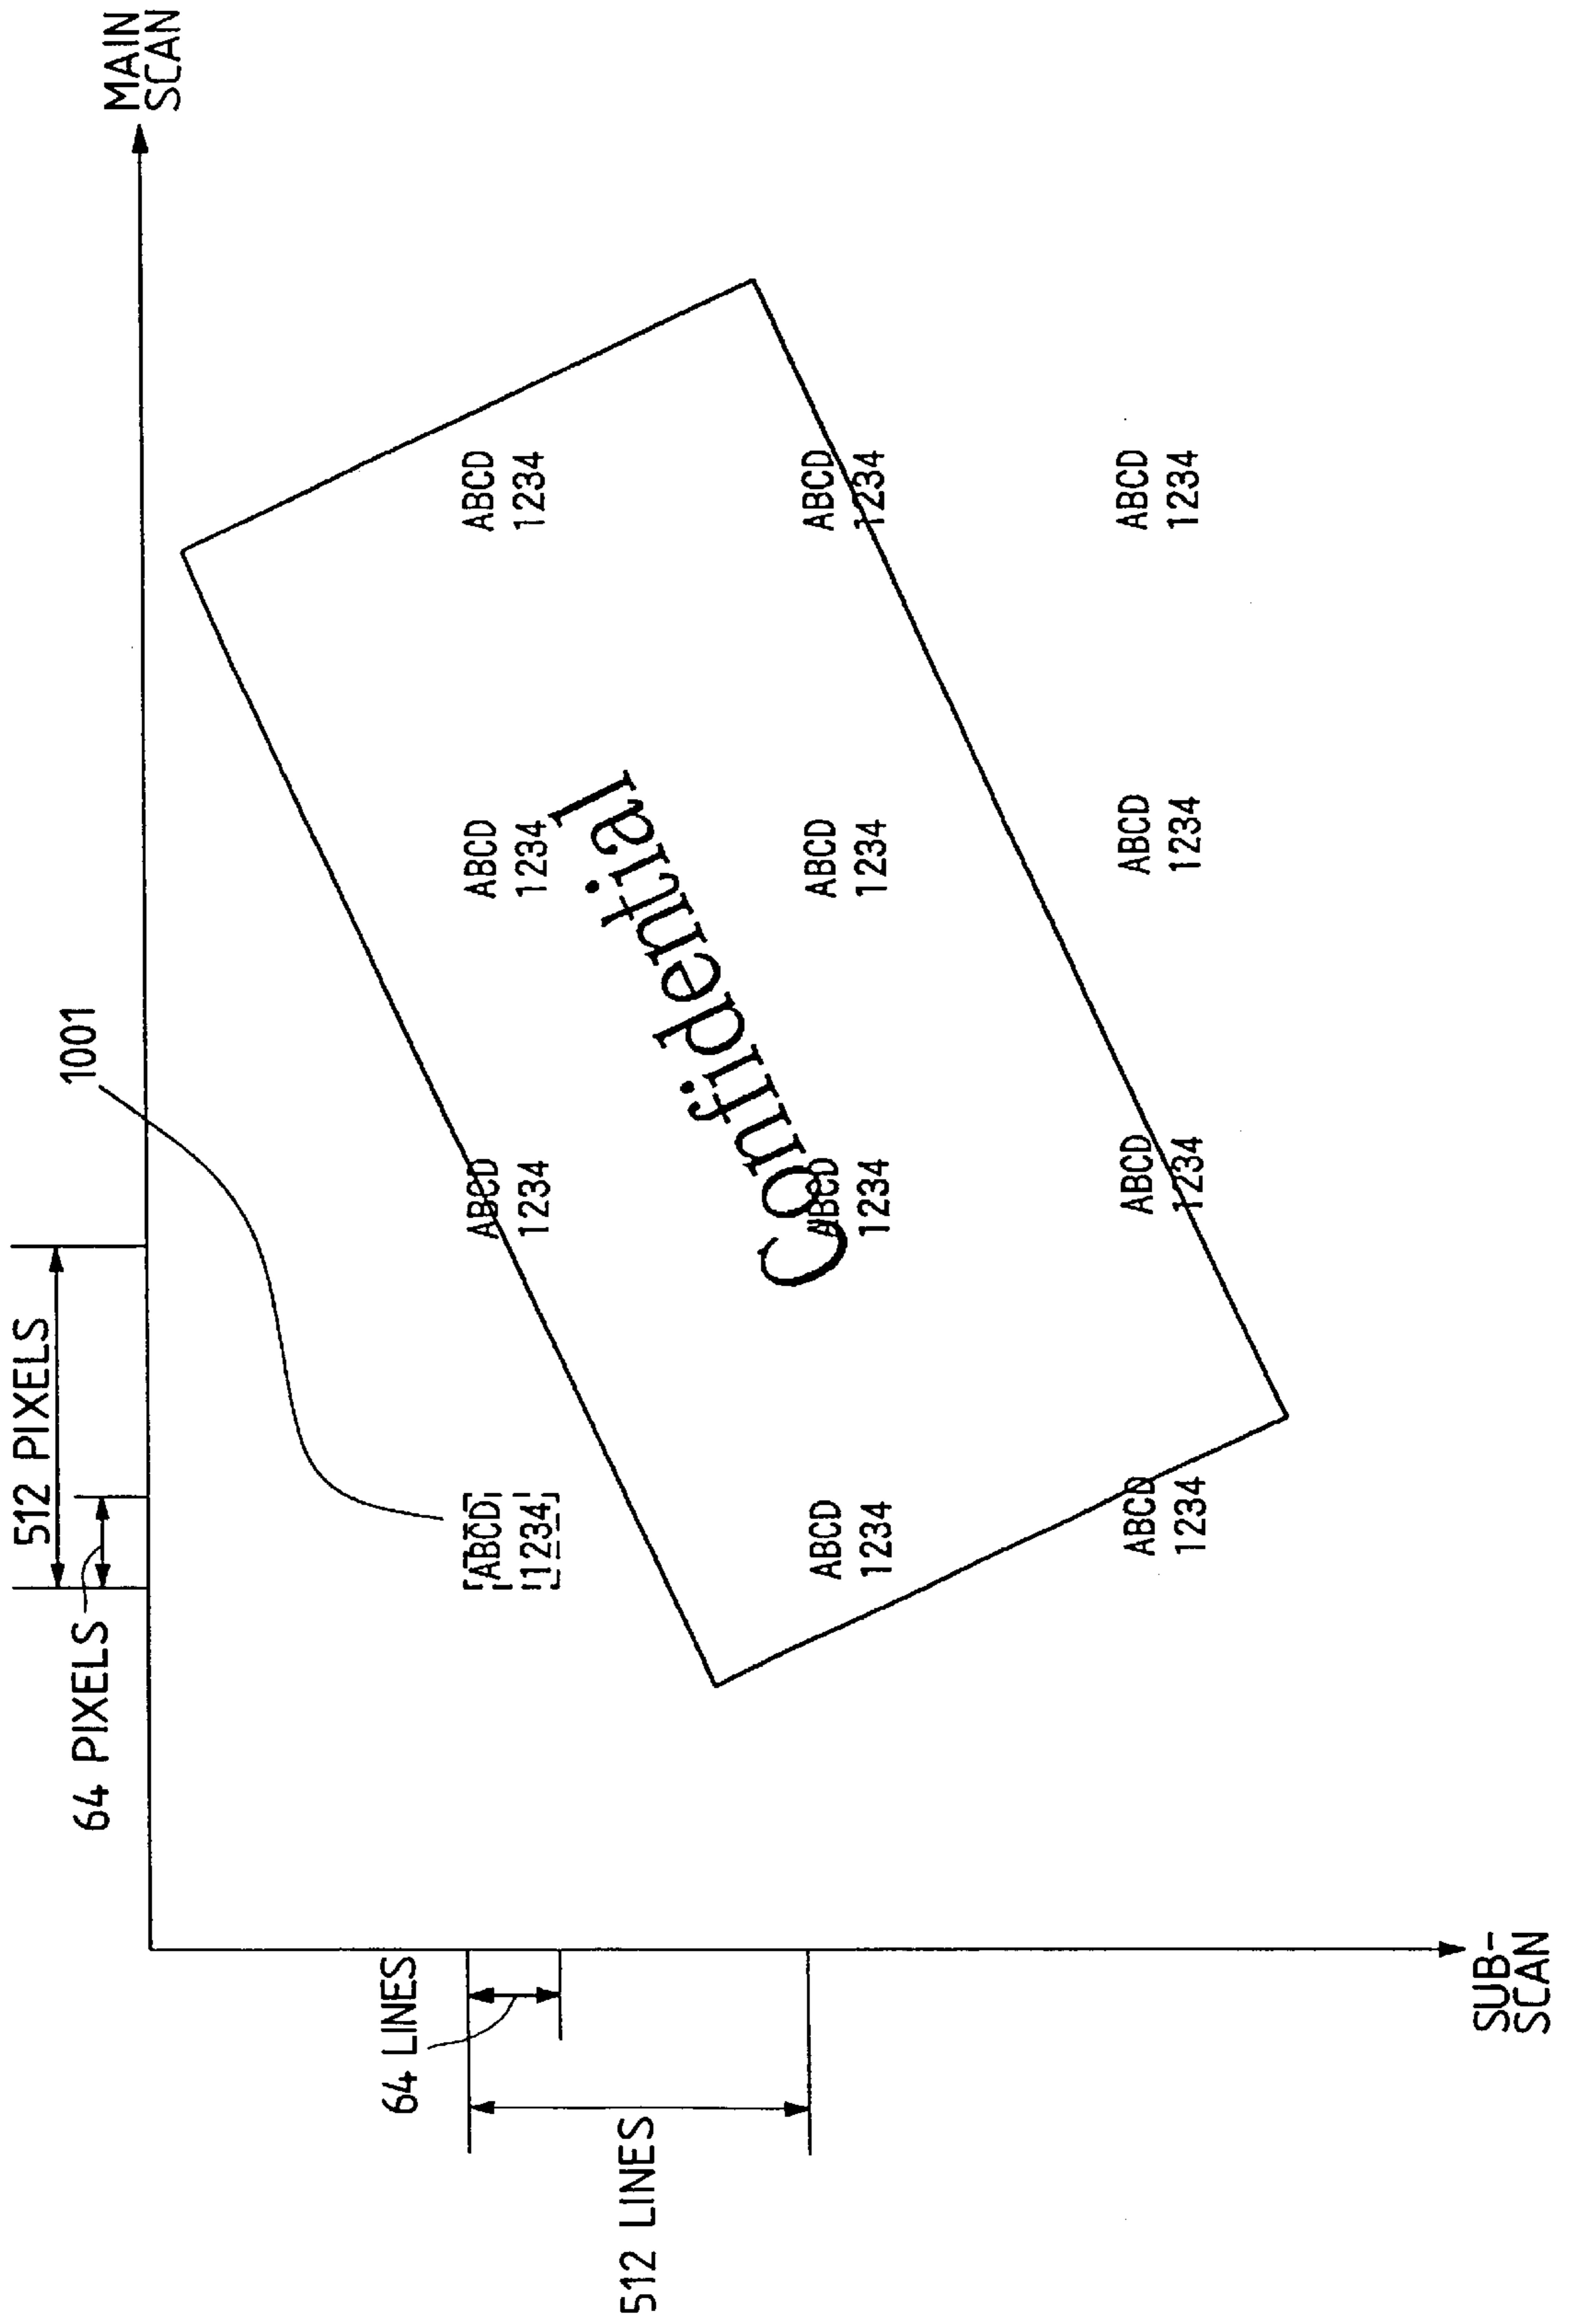 512 PIXELS
64 PIXELS
1001
MAIN
SCAN
64 LINES
ABCD ABCD ABCD ABCD
1234 1234 1234 1234
512 LINES
Confidential
ABCD ABCD ABCD ABCD
1234 1234 1234 1234
ABCD ABCD ABCD ABCD
1234 1234 1234 1234
SUB-
SCAN